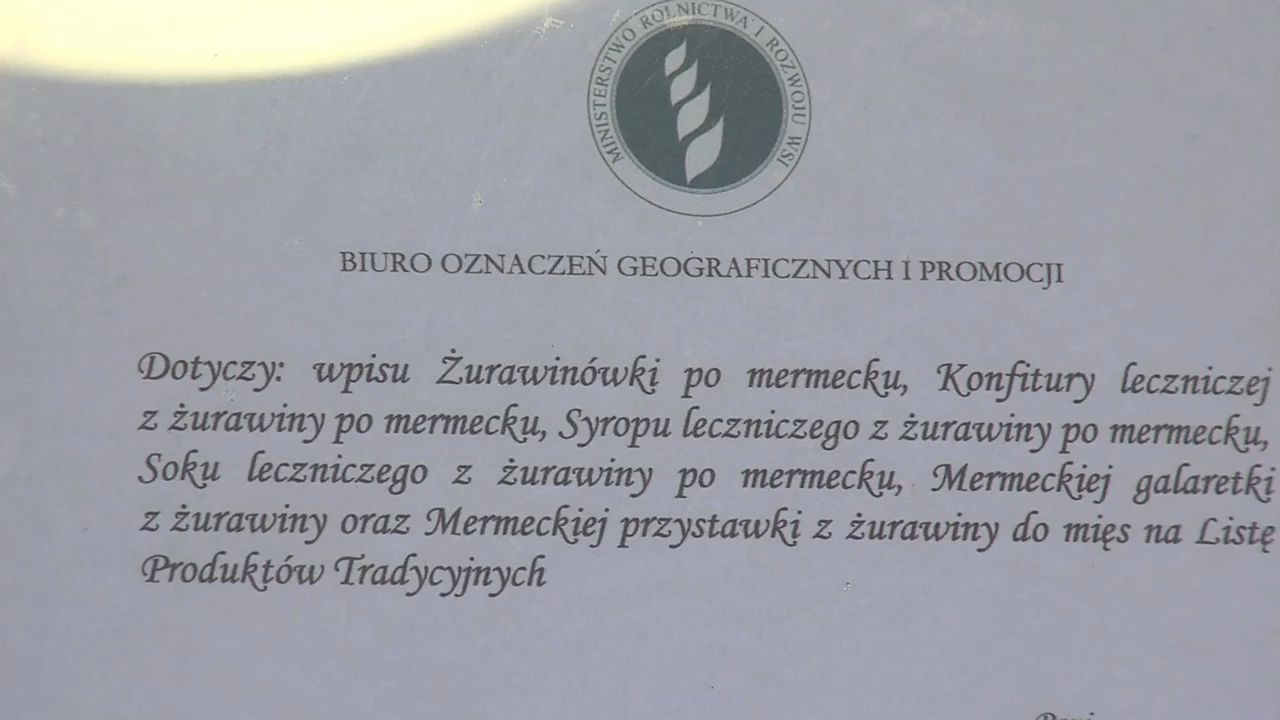 MINISTERSTWO ROLNICTWA I ROZWOJU WSI
BIURO OZNACZEŃ GEOGRAFICZNYCH I PROMOCJI
Dotyczy: wpisu Żurawinówki po mermecku, Konfitury leczniczej
z żurawiny po mermecku, Syropu leczniczego z żurawiny po mermecku,
Soku leczniczego z żurawiny po mermecku, Mermeckiej galaretki
z żurawiny oraz Mermeckiej przystawki z żurawiny do mięs na Listę
Produktów Tradycyjnych